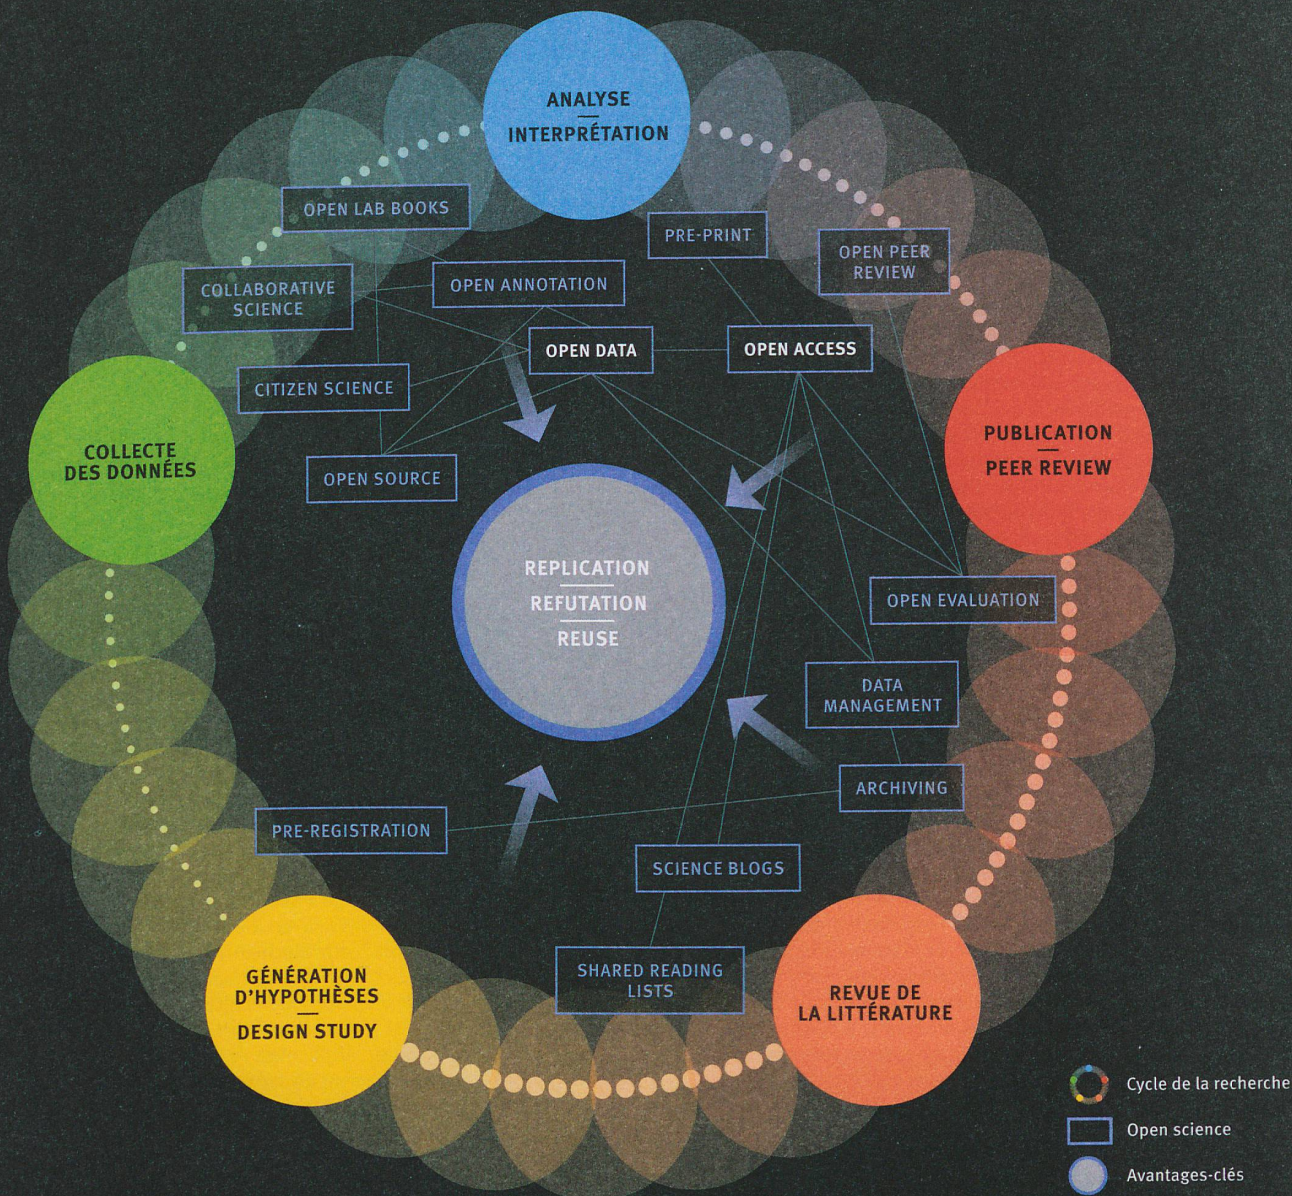 ANALYSE
INTERPRÉTATION
OPEN LAB BOOKS
PRE-PRINT
OPEN PEER
REVIEW
COLLABORATIVE
SCIENCE
OPEN ANNOTATION
OPEN DATA
OPEN ACCESS
CITIZEN SCIENCE
COLLECTE
DES DONNÉES
PUBLICATION
PEER REVIEW
OPEN SOURCE
REPLICATION
REFUTATION
REUSE
OPEN EVALUATION
DATA
MANAGEMENT
ARCHIVING
PRE-REGISTRATION
SCIENCE BLOGS
SHARED READING
LISTS
GÉNÉRATION
D'HYPOTHÈSES
DESIGN STUDY
REVUE DE
LA LITTÉRATURE
Cycle de la recherche
Open science
Avantages-clés